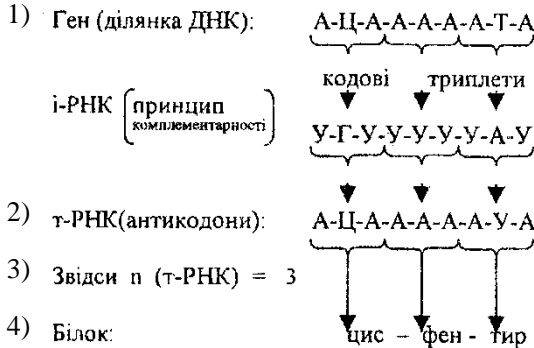 1) Ген (ділянка ДНК): А-Ц-А-А-А-А-А-Т-А
кодові триплети
і-РНК (принцип комплементарності) У-Г-У-У-У-У-У-А-У
2) т-РНК(антикодони): А-Ц-А-А-А-А-А-У-А
3) Звідси n (т-РНК) = 3
4) Білок: цис – фен - тир